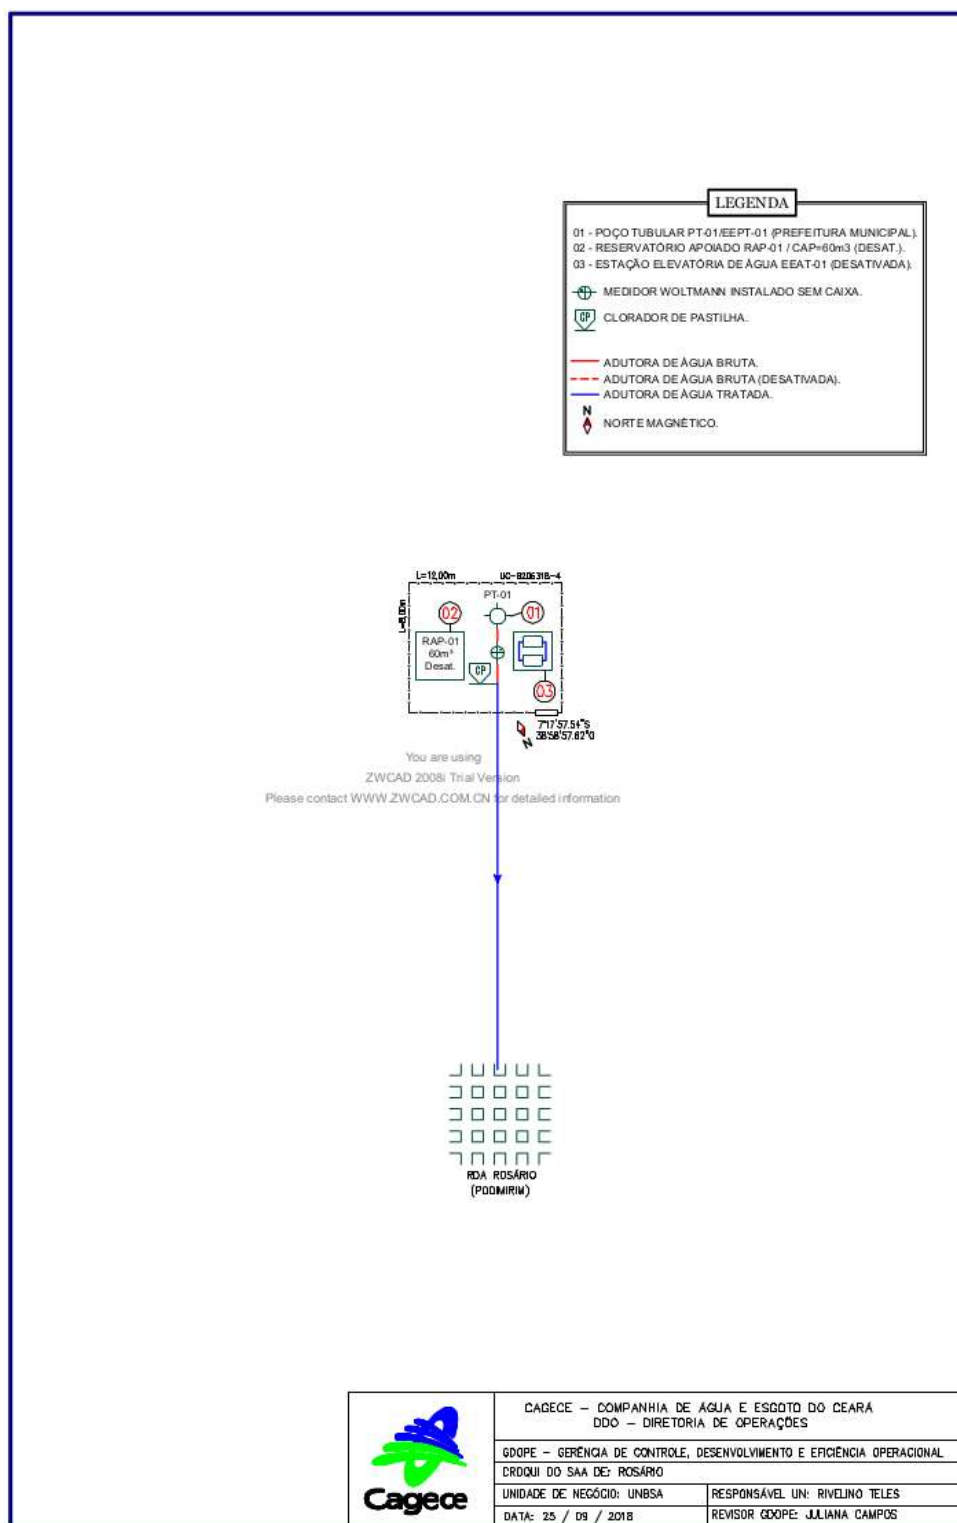 LEGENDA
01 - POÇO TUBULAR PT-01/EEPT-01 (PREFEITURA MUNICIPAL).
02 - RESERVATÓRIO APOIADO RAP-01 / CAP=60m3 (DESAT.).
03 - ESTAÇÃO ELEVATÓRIA DE ÁGUA EEAT-01 (DESATIVADA).
MEDIDOR WOLTMANN INSTALADO SEM CAIXA.
CP CLORADOR DE PASTILHA.
ADUTORA DE ÁGUA BRUTA.
ADUTORA DE ÁGUA BRUTA (DESATIVADA).
ADUTORA DE ÁGUA TRATADA.
N
NORTE MAGNÉTICO.
L=12,00m
PT-01
02
01
RAP-01
60m³
Desat.
CP
03
7°17'57.54"S
38°58'57.62"O
N
You are using
ZWCAD 2008i Trial Version
Please contact WWW.ZWCAD.COM.CN for detailed information
RDA ROSÁRIO
CAGECE – COMPANHIA DE ÁGUA E ESGOTO DO CEARÁ
DDO – DIRETORIA DE OPERAÇÕES
GDOPE – GERÊNCIA DE CONTROLE, DESENVOLVIMENTO E EFICIÊNCIA OPERACIONAL
CROQUI DO SAA DE: ROSÁRIO
UNIDADE DE NEGÓCIO: UNBSA
RESPONSÁVEL UN: RIVELINO TELES
DATA: 25 / 09 / 2018
REVISOR GDOPE: JULIANA CAMPOS
Cagece